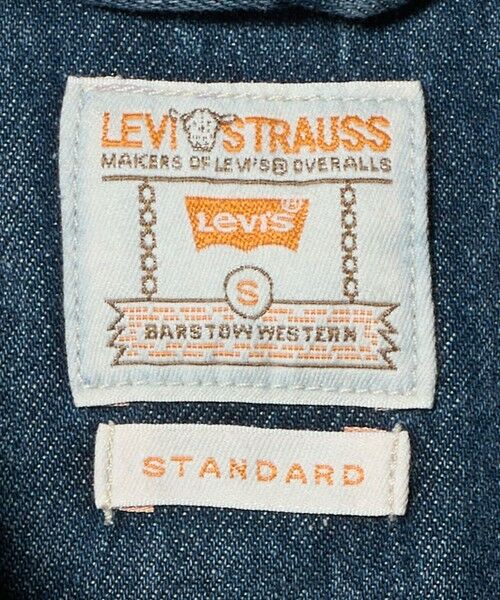 LEVI STRAUSS
MAKERS OF LEVI'S® OVERALLS
LEVI'S®
S
BARSTOW WESTERN
STANDARD